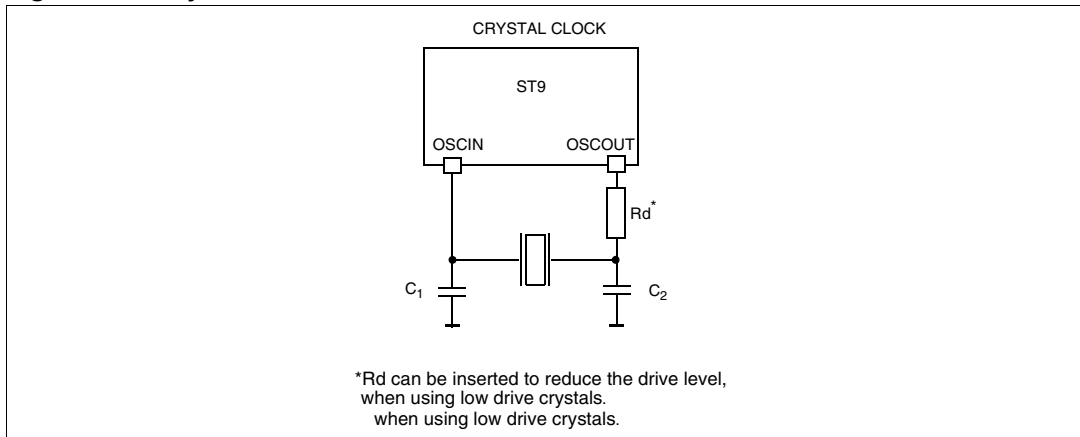 CRYSTAL CLOCK
ST9
OSCIN OSCOUT
Rd*
C1 C2
*Rd can be inserted to reduce the drive level,
when using low drive crystals.
when using low drive crystals.